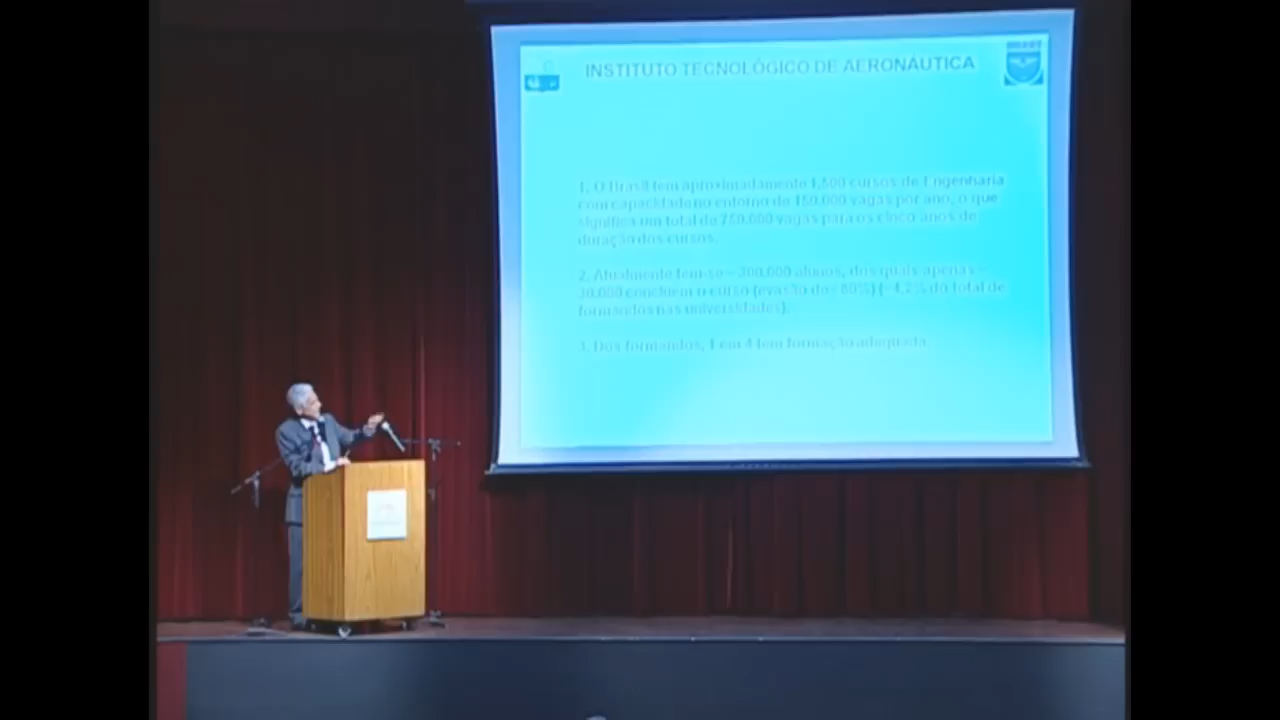 INSTITUTO TECNOLÓGICO DE AERONÁUTICA
1. O Brasil tem aproximadamente 1,500 cursos de Engenharia
com capacidade no entorno de 150.000 vagas por ano, o que
significa um total de 750.000 vagas para os cinco anos de
duração dos cursos.
2. Atualmente tem-se ~ 300.000 alunos, dos quais apenas ~
30.000 concluem o curso (evasão de ~ 80%) (~4,2% do total de
formandos nas universidades).
3. Dos formandos, 1 em 4 tem formação adequada.